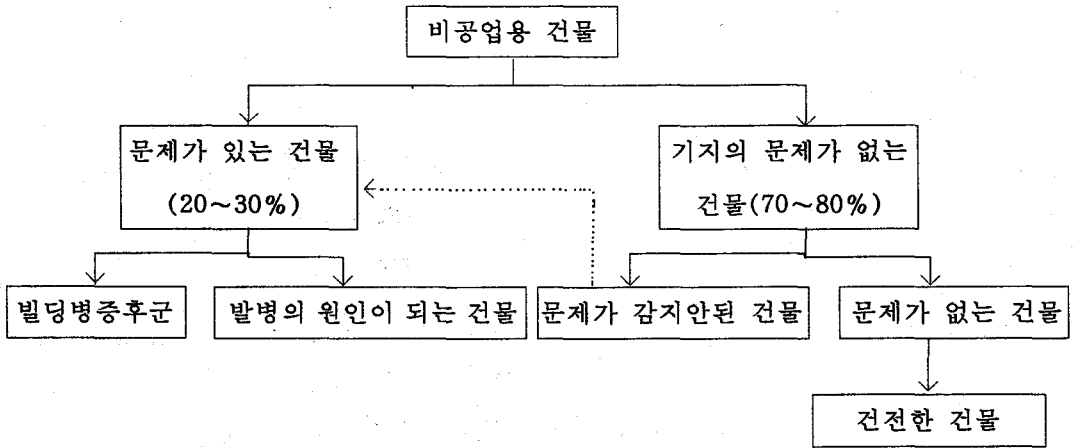 비공업용 건물
문제가 있는 건물
(20~30%)
기지의 문제가 없는
건물(70~80%)
빌딩병증후군
발병의 원인이 되는 건물
문제가 감지안된 건물
문제가 없는 건물
건전한 건물